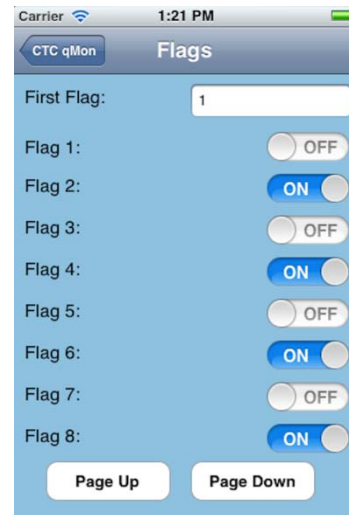 Carrier 1:21 PM
CTC qMon Flags
First Flag: 1
Flag 1: OFF
Flag 2: ON
Flag 3: OFF
Flag 4: ON
Flag 5: OFF
Flag 6: ON
Flag 7: OFF
Flag 8: ON
Page Up Page Down